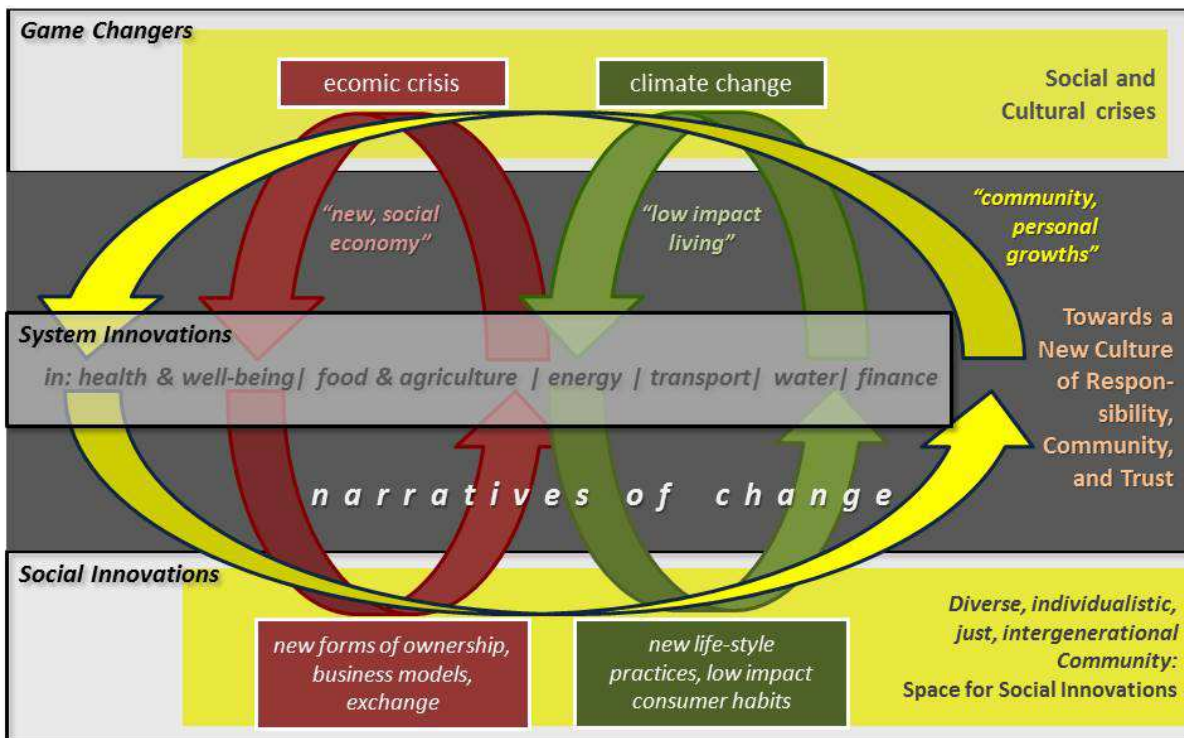 Game Changers
ecomic crisis
climate change
Social and
Cultural crises
“new, social
economy”
“low impact
living”
“community,
personal
growths”
System Innovations
in: health & well-being| food & agriculture | energy | transport| water| finance
Towards a
New Culture
of Respon-
sibility,
Community,
and Trust
narratives of change
Social Innovations
new forms of ownership,
business models,
exchange
new life-style
practices, low impact
consumer habits
Diverse, individualistic,
just, intergenerational
Community:
Space for Social Innovations